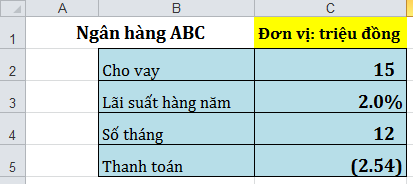 A B C
1 Ngân hàng ABC Đơn vị: triệu đồng
2 Cho vay 15
3 Lãi suất hàng năm 2.0%
4 Số tháng 12
5 Thanh toán (2.54)